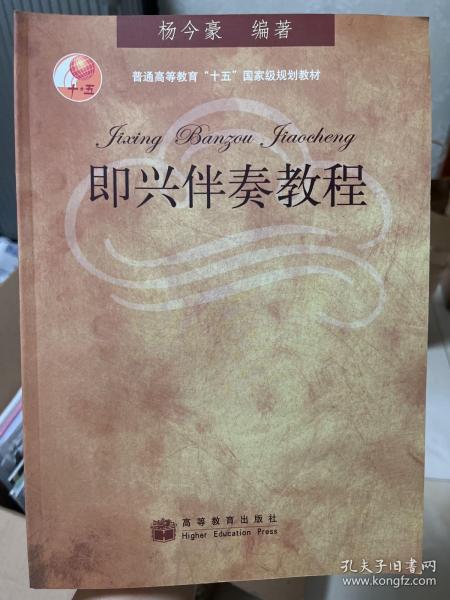 杨今豪 编著
普通高等教育“十五”国家级规划教材
十·五
Jixing Banzou Jiaocheng
即兴伴奏教程
高等教育出版社
Higher Education Press
孔夫子旧书网
www.kongfz.com